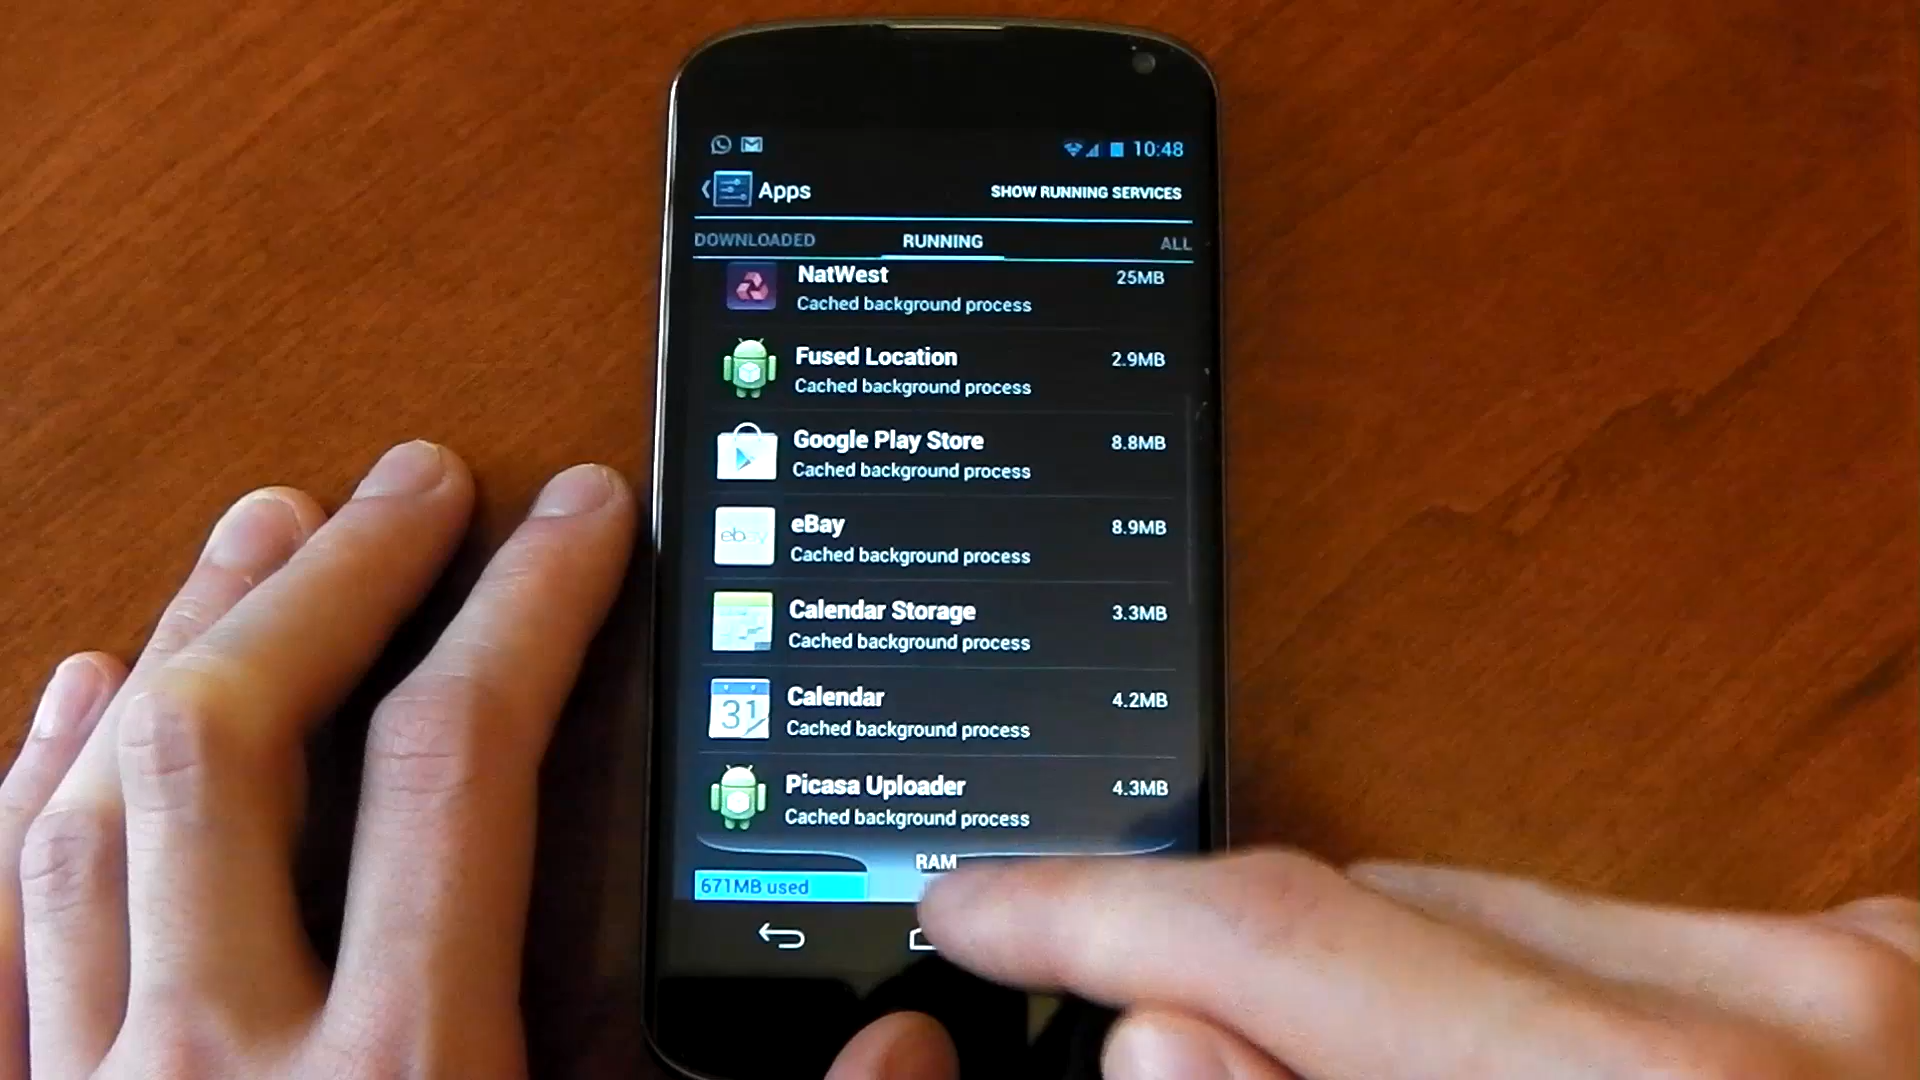 10:48
Apps
SHOW RUNNING SERVICES
DOWNLOADED RUNNING ALL
NatWest 25MB
Cached background process
Fused Location 2.9MB
Cached background process
Google Play Store 8.8MB
Cached background process
eBay 8.9MB
Cached background process
Calendar Storage 3.3MB
Cached background process
31
Calendar 4.2MB
Cached background process
Picasa Uploader 4.3MB
Cached background process
RAM
671MB used